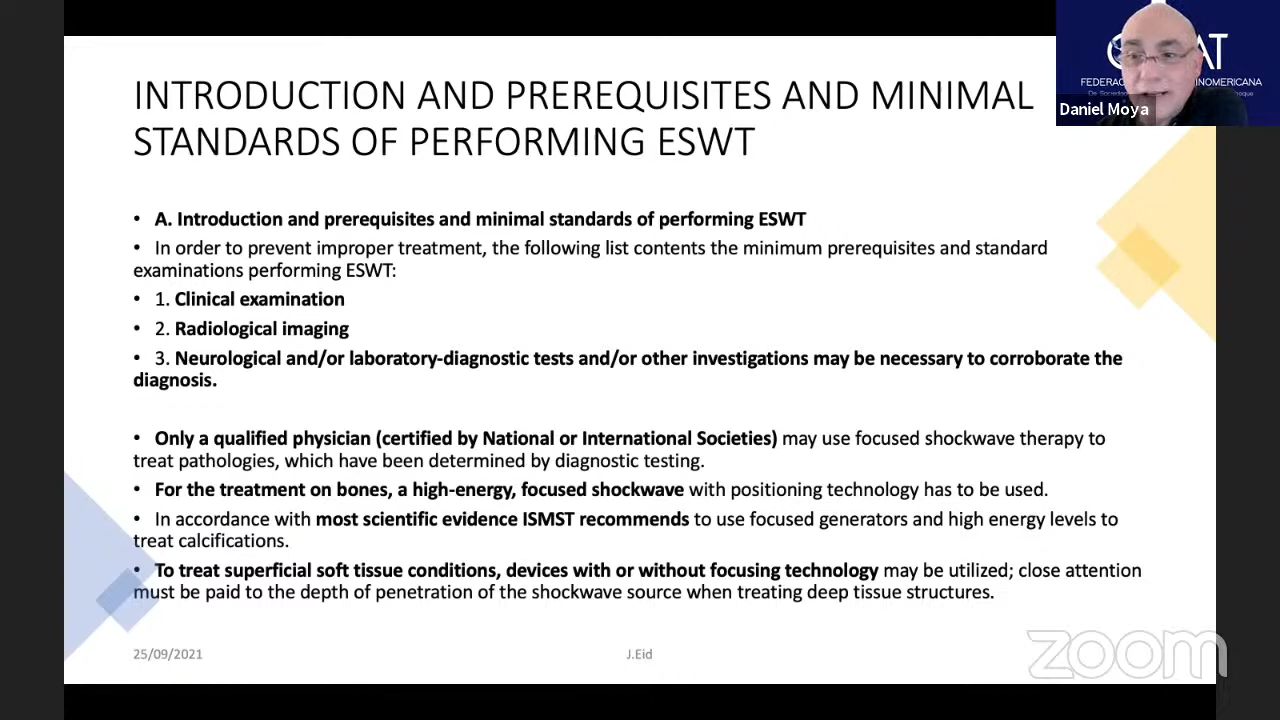 INTRODUCTION AND PREREQUISITES AND MINIMAL
STANDARDS OF PERFORMING ESWT
• A. Introduction and prerequisites and minimal standards of performing ESWT
• In order to prevent improper treatment, the following list contents the minimum prerequisites and standard
examinations performing ESWT:
• 1. Clinical examination
• 2. Radiological imaging
• 3. Neurological and/or laboratory-diagnostic tests and/or other investigations may be necessary to corroborate the
diagnosis.
• Only a qualified physician (certified by National or International Societies) may use focused shockwave therapy to
treat pathologies, which have been determined by diagnostic testing.
• For the treatment on bones, a high-energy, focused shockwave with positioning technology has to be used.
• In accordance with most scientific evidence ISMST recommends to use focused generators and high energy levels to
treat calcifications.
• To treat superficial soft tissue conditions, devices with or without focusing technology may be utilized; close attention
must be paid to the depth of penetration of the shockwave source when treating deep tissue structures.
25/09/2021
J.Eid
zoom
Daniel Moya